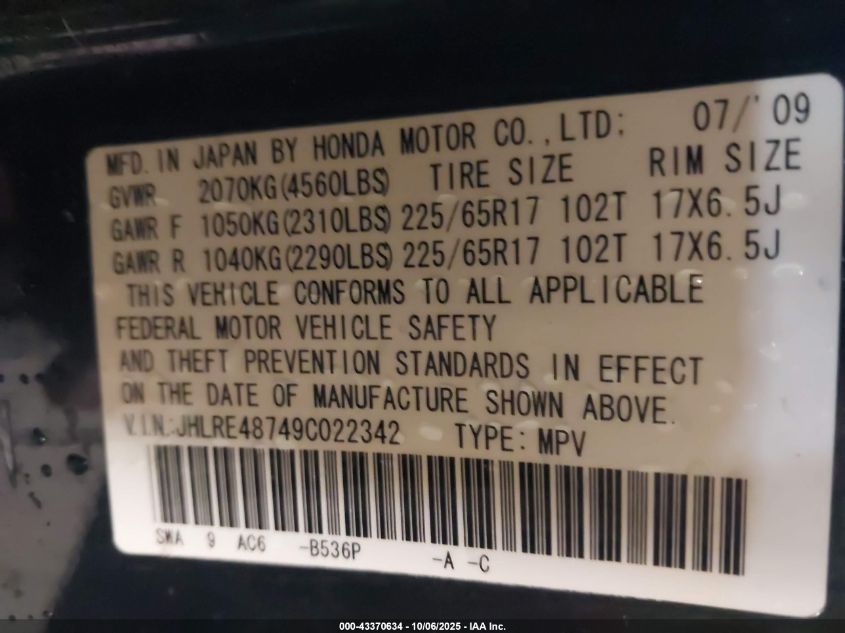 MFD. IN JAPAN BY HONDA MOTOR CO.,LTD; 07/'09
GVWR 2070KG(4560LBS) TIRE SIZE RIM SIZE
GAWR F 1050KG(2310LBS) 225/65R17 102T 17X6.5J
GAWR R 1040KG(2290LBS) 225/65R17 102T 17X6.5J
THIS VEHICLE CONFORMS TO ALL APPLICABLE
FEDERAL MOTOR VEHICLE SAFETY
AND THEFT PREVENTION STANDARDS IN EFFECT
ON THE DATE OF MANUFACTURE SHOWN ABOVE.
V.I.N.:JHLRE48749C022342 TYPE: MPV
SWA 9 AC6 -B536P -A -C
000-43370634 - 10/06/2025 - IAA Inc.